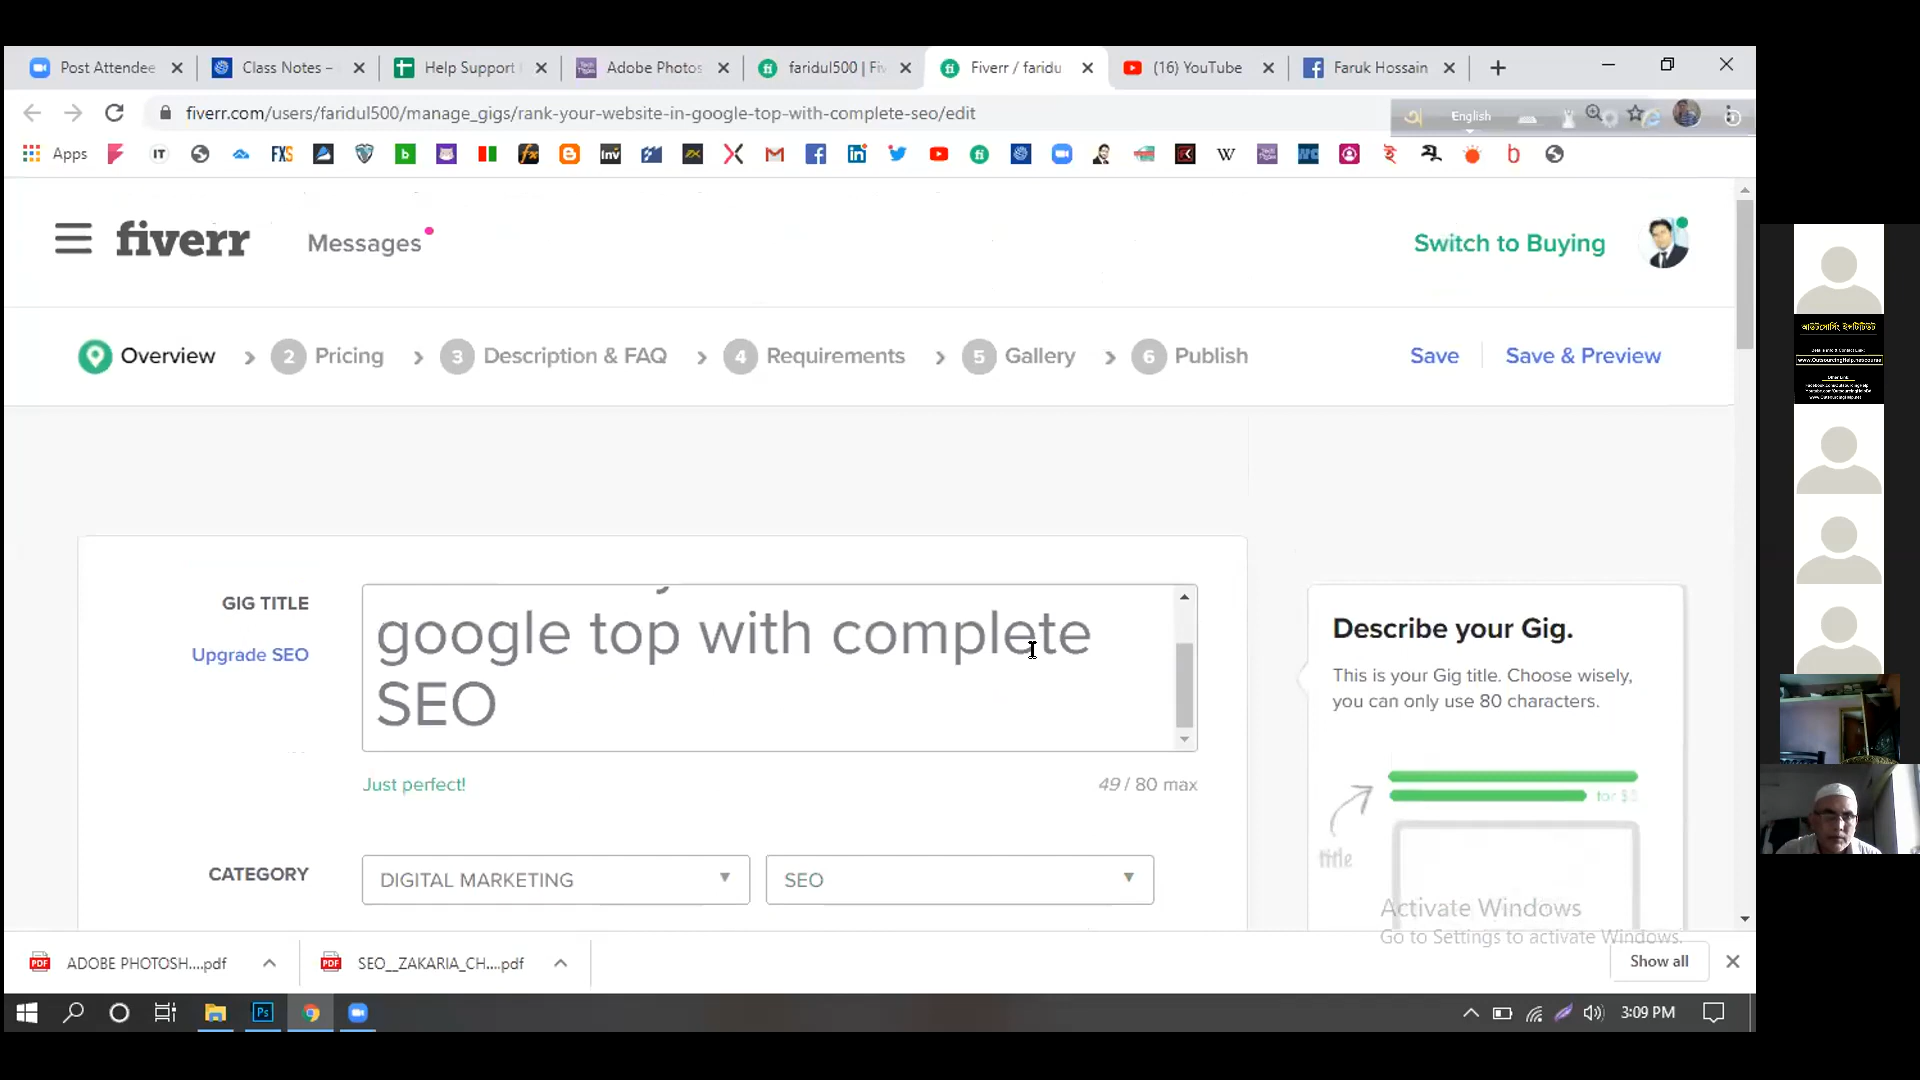 Post Attendee
Class Notes -
Help Support
Adobe Photos
faridul500 | Fiv
Fiverr / faridu
(16) YouTube
Faruk Hossain
fiverr.com/users/faridul500/manage_gigs/rank-your-website-in-google-top-with-complete-seo/edit
English
Apps
fiverr
Messages
Switch to Buying
Overview
2 Pricing
3 Description & FAQ
4 Requirements
5 Gallery
6 Publish
Save
Save & Preview
GIG TITLE
Upgrade SEO
google top with complete
SEO
Just perfect!
49 / 80 max
CATEGORY
DIGITAL MARKETING
SEO
Describe your Gig.
This is your Gig title. Choose wisely,
you can only use 80 characters.
for $
title
Activate Windows
Go to Settings to activate Windows.
ADOBE PHOTOSH....pdf
SEO__ZAKARIA_CH....pdf
Show all
3:09 PM